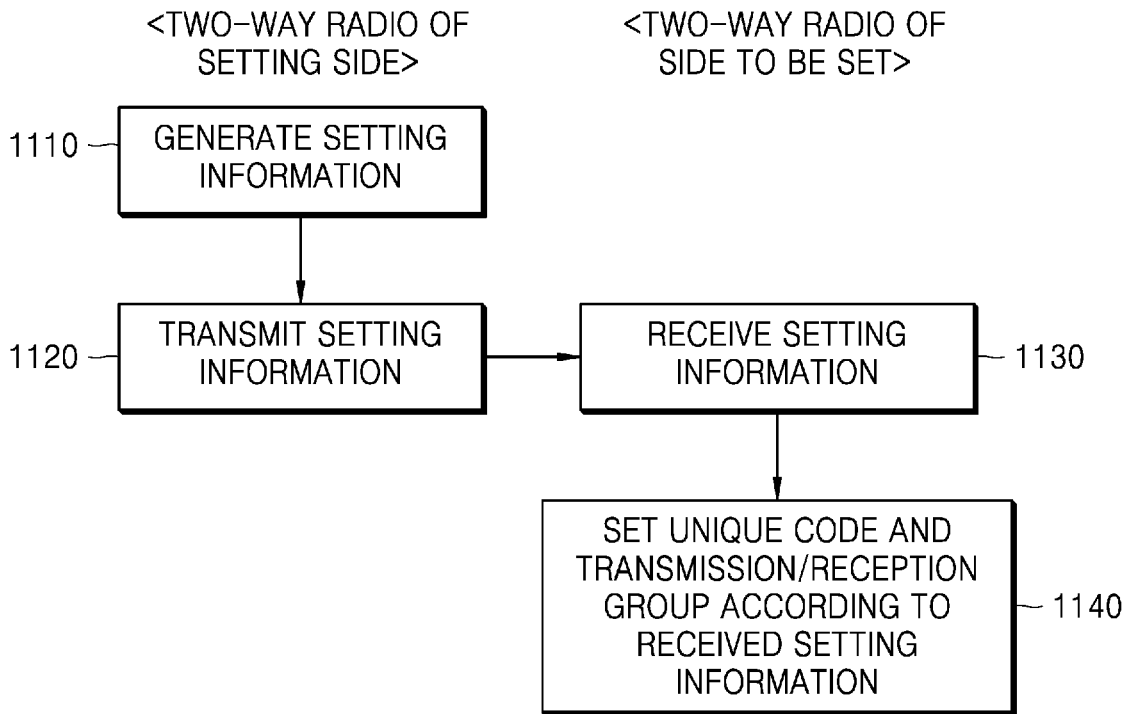 <TWO-WAY RADIO OF
SETTING SIDE>
<TWO-WAY RADIO OF
SIDE TO BE SET>
1110
GENERATE SETTING
INFORMATION
1120
TRANSMIT SETTING
INFORMATION
RECEIVE SETTING
INFORMATION
1130
SET UNIQUE CODE AND
TRANSMISSION/RECEPTION
GROUP ACCORDING TO
RECEIVED SETTING
INFORMATION
1140